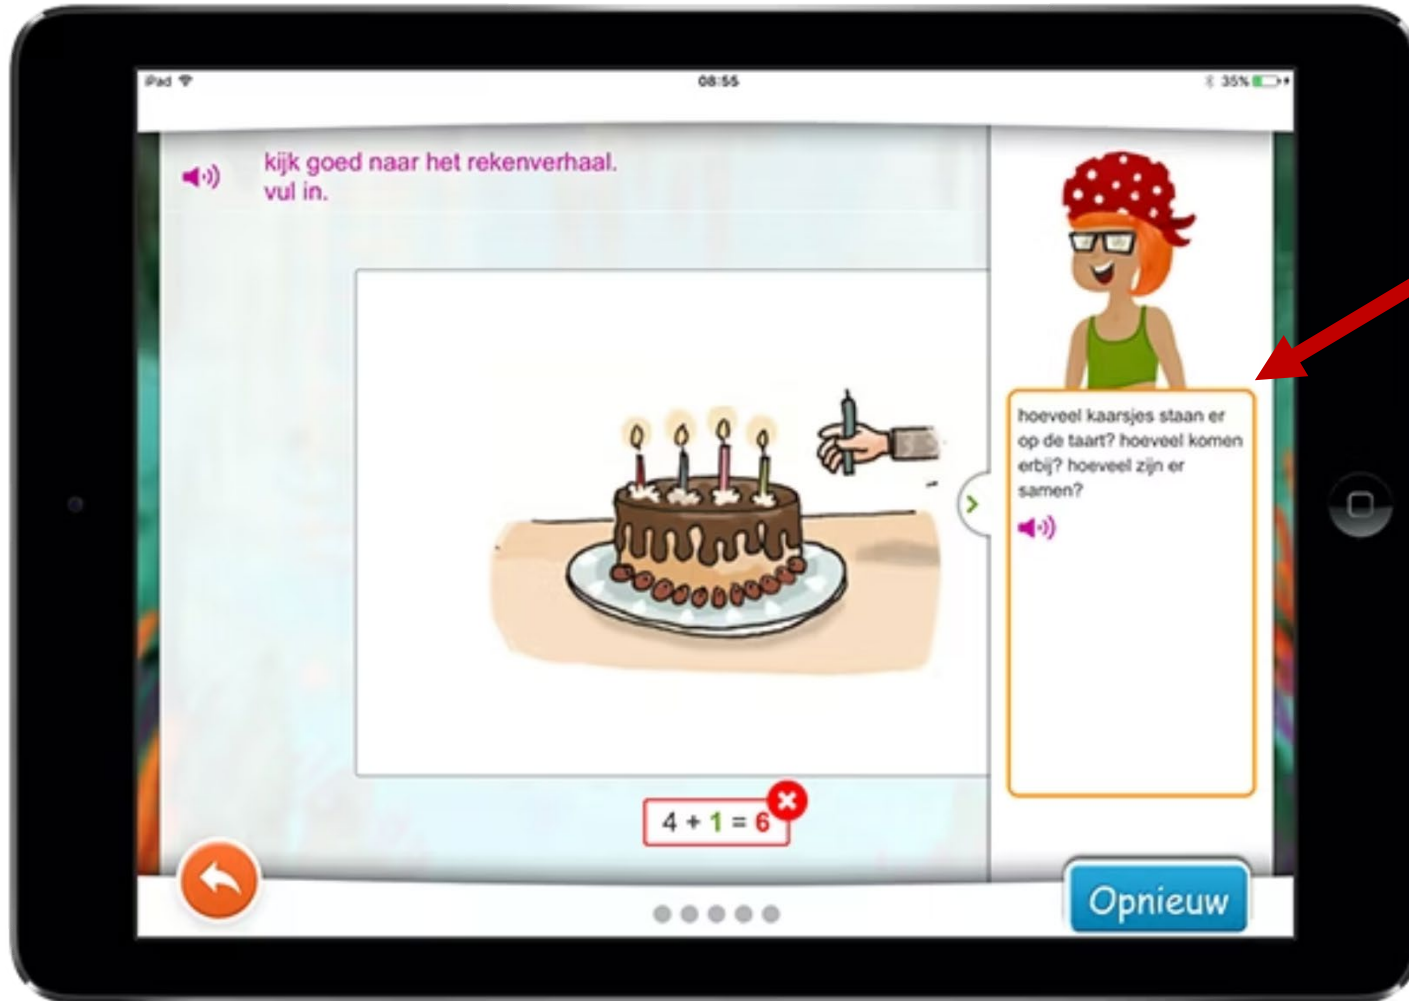 iPad
08:55
35%
kijk goed naar het rekenverhaal.
vul in.
hoeveel kaarsjes staan er
op de taart? hoeveel komen
erbij? hoeveel zijn er
samen?
4 + 1 = 6
Opnieuw